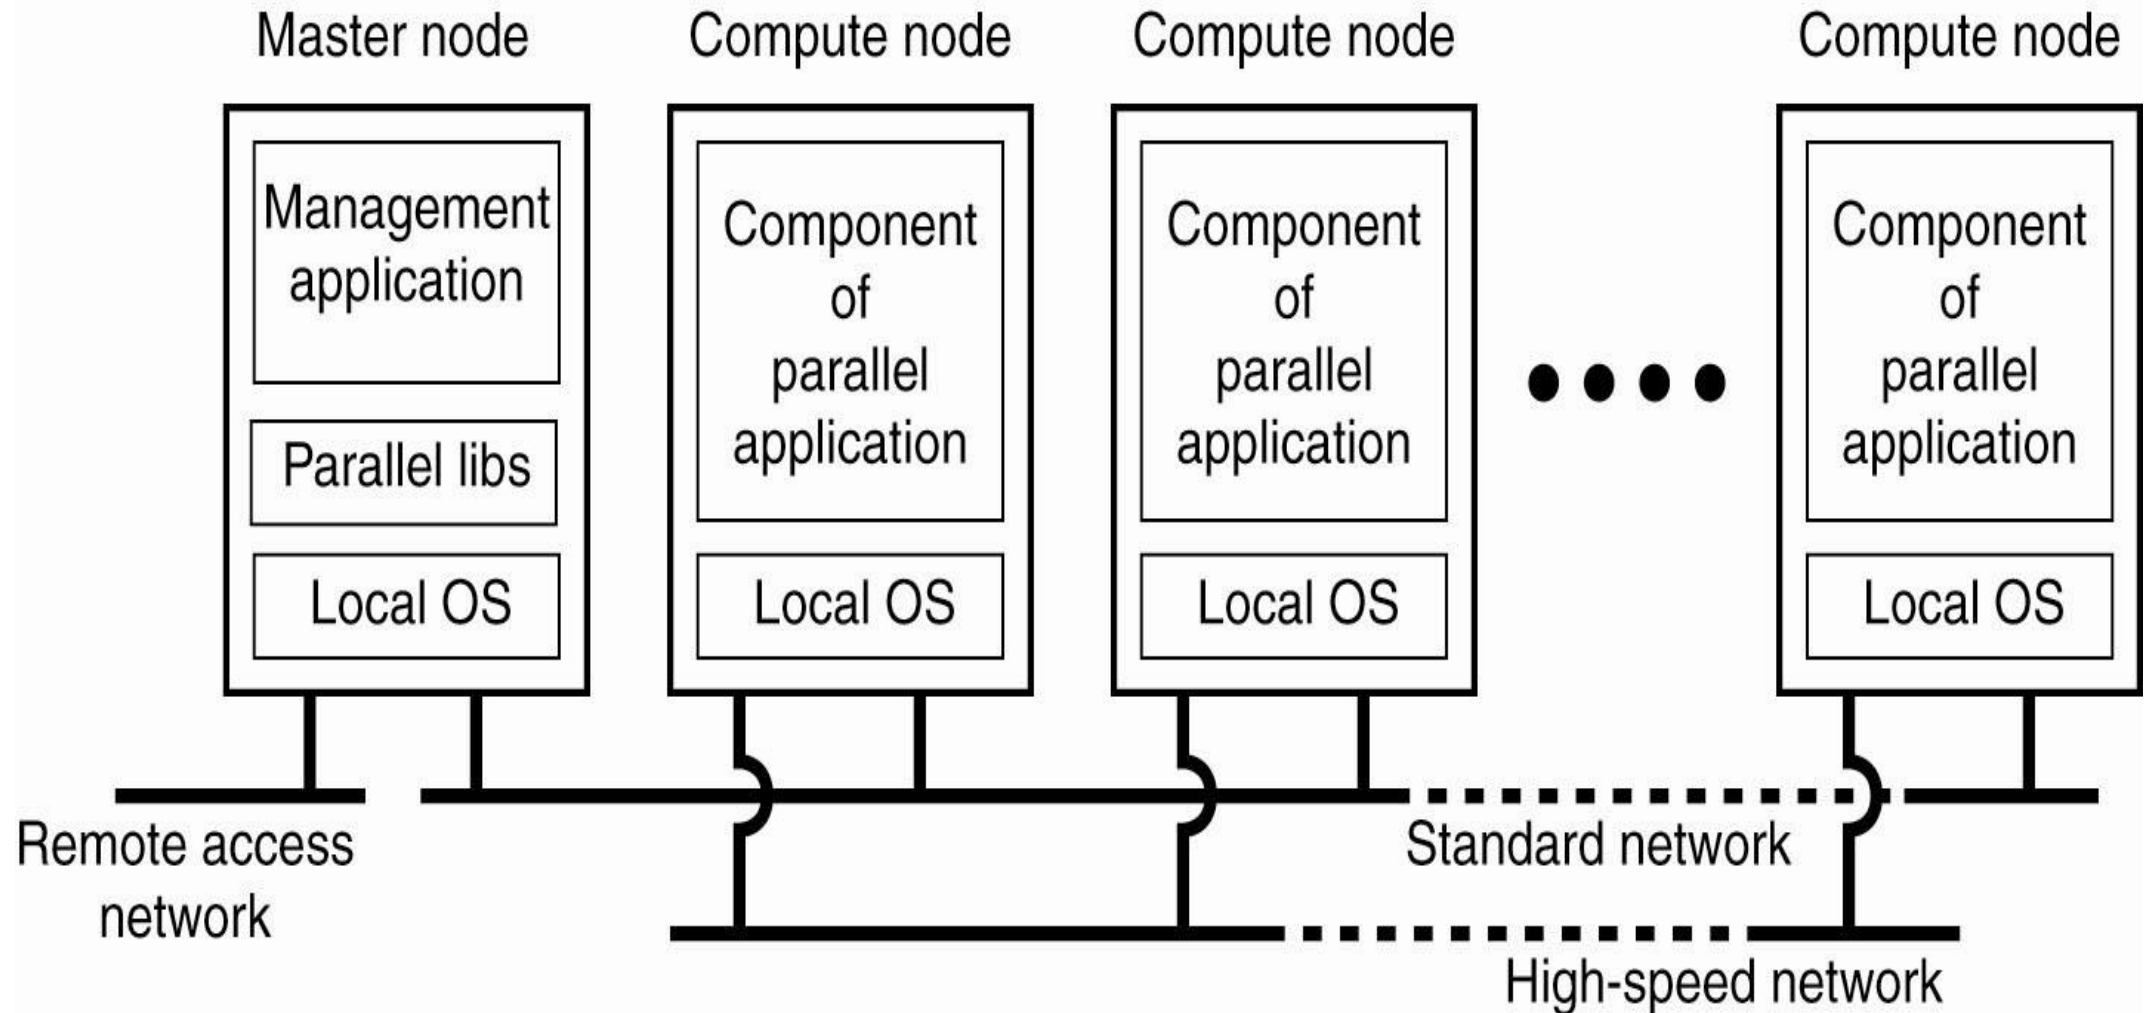 Master node
Compute node
Compute node
Compute node
Management
application
Parallel libs
Local OS
Component
of
parallel
application
Local OS
Component
of
parallel
application
Local OS
Component
of
parallel
application
Local OS
Remote access
network
Standard network
High-speed network